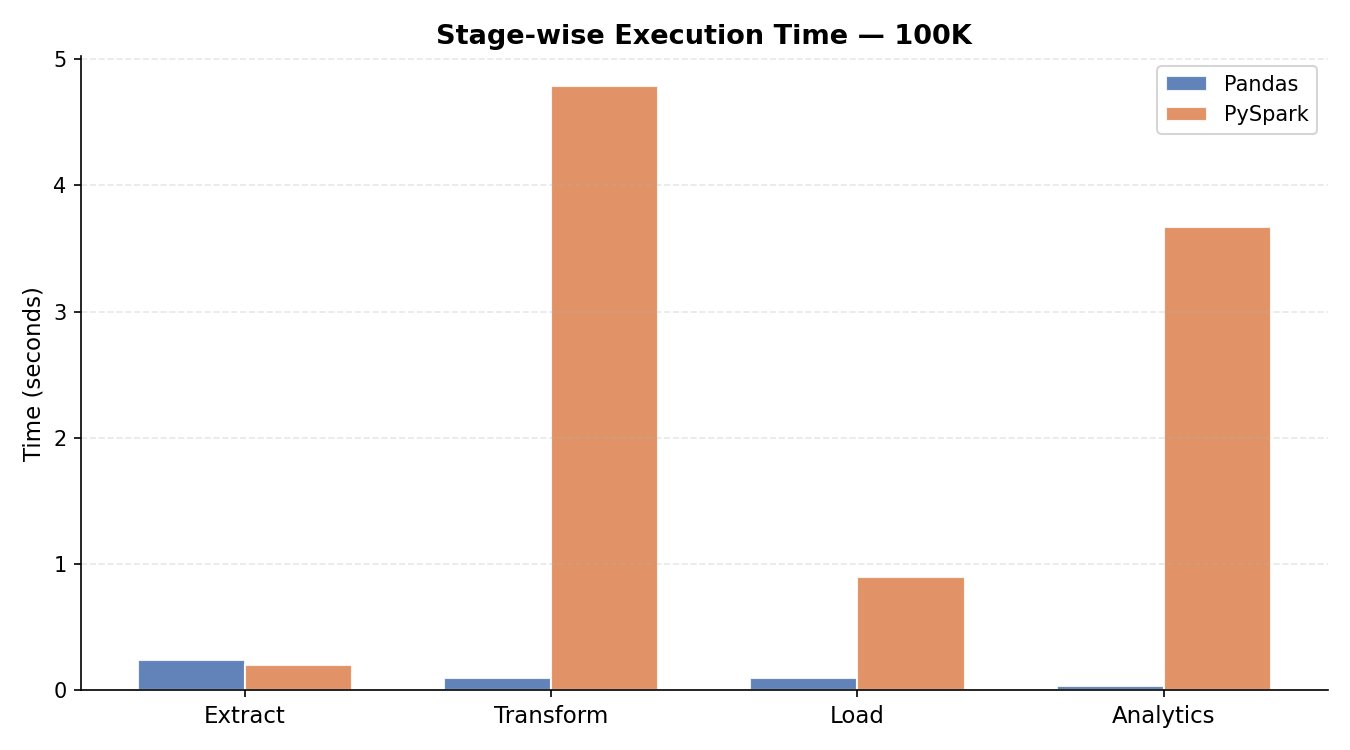 Stage-wise Execution Time — 100K
Pandas
PySpark
Time (seconds)
5
4
3
2
1
0
Extract
Transform
Load
Analytics